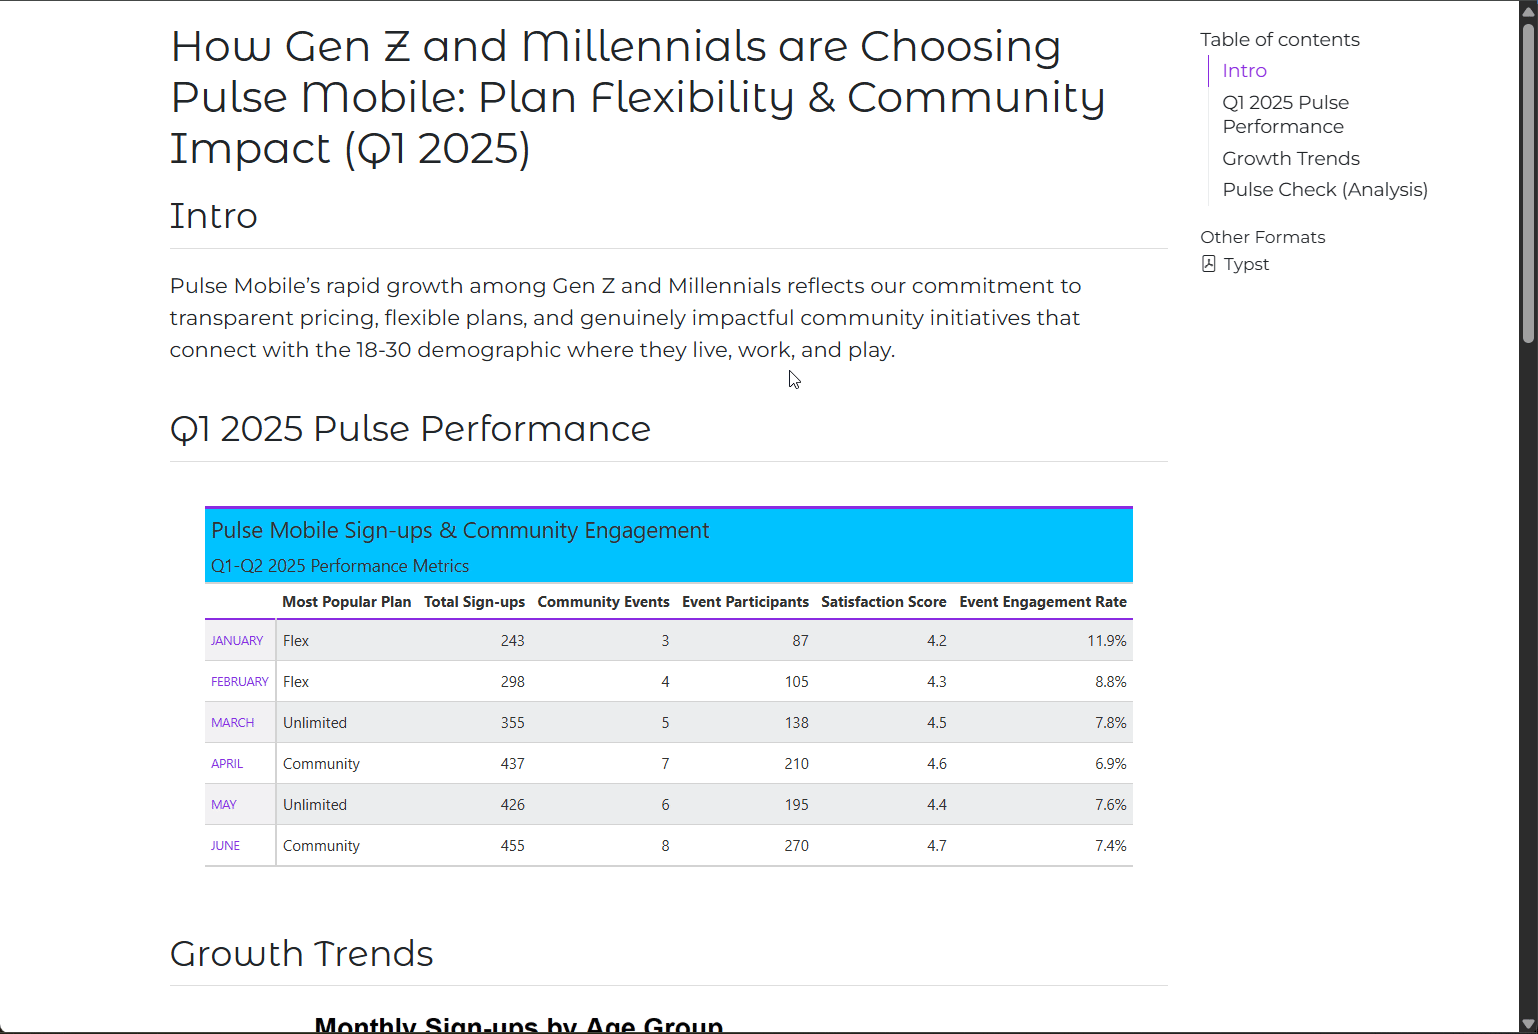 How Gen Z and Millennials are Choosing
Pulse Mobile: Plan Flexibility & Community
Impact (Q1 2025)
Intro
Pulse Mobile’s rapid growth among Gen Z and Millennials reflects our commitment to
transparent pricing, flexible plans, and genuinely impactful community initiatives that
connect with the 18-30 demographic where they live, work, and play.
Q1 2025 Pulse Performance
Pulse Mobile Sign-ups & Community Engagement
Q1-Q2 2025 Performance Metrics
Most Popular Plan Total Sign-ups Community Events Event Participants Satisfaction Score Event Engagement Rate
JANUARY Flex 243 3 87 4.2 11.9%
FEBRUARY Flex 298 4 105 4.3 8.8%
MARCH Unlimited 355 5 138 4.5 7.8%
APRIL Community 437 7 210 4.6 6.9%
MAY Unlimited 426 6 195 4.4 7.6%
JUNE Community 455 8 270 4.7 7.4%
Growth Trends
Monthly Sign-ups by Age Group
Table of contents
Intro
Q1 2025 Pulse
Performance
Growth Trends
Pulse Check (Analysis)
Other Formats
Typst